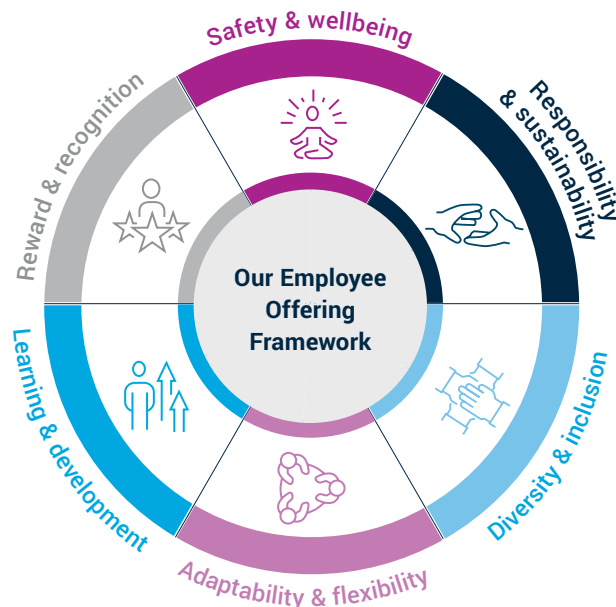 Safety & wellbeing
Responsibility
& sustainability
Diversity & inclusion
Adaptability & flexibility
Learning & development
Reward & recognition
Our Employee
Offering
Framework